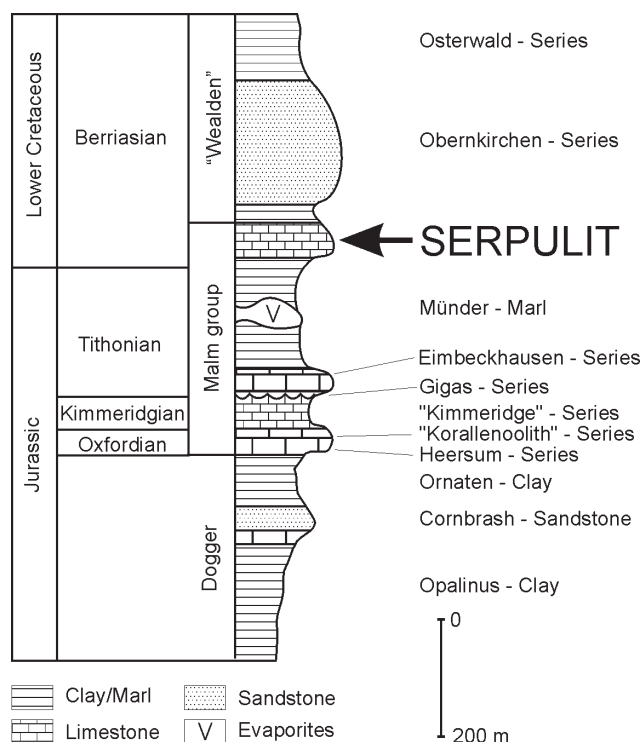 Lower Cretaceous
Jurassic
Berriasian
Tithonian
Kimmeridgian
Oxfordian
“Wealden”
Malm group
Dogger
V
Osterwald - Series
Obernkirchen - Series
SERPULIT
Münder - Marl
Eimbeckhausen - Series
Gigas - Series
"Kimmeridge" - Series
"Korallenoolith" - Series
Heersum - Series
Ornaten - Clay
Cornbrash - Sandstone
Opalinus - Clay
0
200 m
Clay/Marl
Sandstone
Limestone
V Evaporites